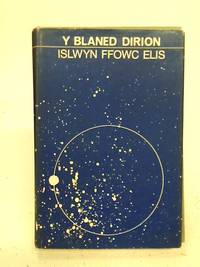 Y BLANED DIRION
ISLWYN FFOWC ELIS